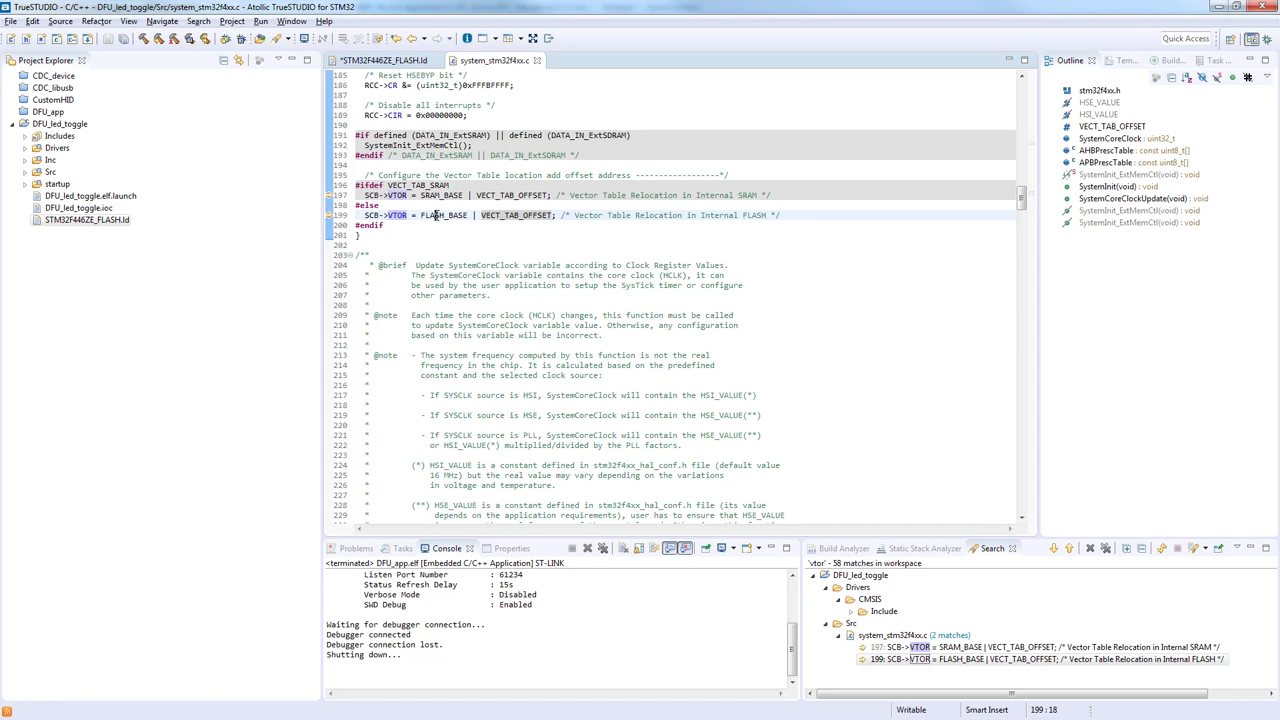 TrueSTUDIO - C/C++ - DFU_led_toggle/Src/system_stm32f4xx.c - Atollic TrueSTUDIO for STM32
File Edit Source Refactor View Navigate Search Project Run Window Help
Quick Access
Project Explorer
CDC_device
CDC_libusb
CustomHID
DFU_app
DFU_led_toggle
Includes
Drivers
Inc
Src
startup
DFU_led_toggle.elf.launch
DFU_led_toggle.ioc
STM32F446ZE_FLASH.ld
*STM32F446ZE_FLASH.ld
system_stm32f4xx.c
185 /* Reset HSEBYP bit */
186 RCC->CR &= (uint32_t)0xFFFBFFFF;
187
188 /* Disable all interrupts */
189 RCC->CIR = 0x00000000;
190
191 #if defined (DATA_IN_ExtSRAM) || defined (DATA_IN_ExtSDRAM)
192 SystemInit_ExtMemCtl();
193 #endif /* DATA_IN_ExtSRAM || DATA_IN_ExtSDRAM */
194
195 /* Configure the Vector Table location add offset address ------------------*/
196 #ifdef VECT_TAB_SRAM
197 SCB->VTOR = SRAM_BASE | VECT_TAB_OFFSET; /* Vector Table Relocation in Internal SRAM */
198 #else
199 SCB->VTOR = FLASH_BASE | VECT_TAB_OFFSET; /* Vector Table Relocation in Internal FLASH */
200 #endif
201 }
202
203 /**
204 * @brief Update SystemCoreClock variable according to Clock Register Values.
205 * The SystemCoreClock variable contains the core clock (HCLK), it can
206 * be used by the user application to setup the SysTick timer or configure
207 * other parameters.
208 *
209 * @note Each time the core clock (HCLK) changes, this function must be called
210 * to update SystemCoreClock variable value. Otherwise, any configuration
211 * based on this variable will be incorrect.
212 *
213 * @note - The system frequency computed by this function is not the real
214 * frequency in the chip. It is calculated based on the predefined
215 * constant and the selected clock source:
216 *
217 * - If SYSCLK source is HSI, SystemCoreClock will contain the HSI_VALUE(*)
218 *
219 * - If SYSCLK source is HSE, SystemCoreClock will contain the HSE_VALUE(**)
220 *
221 * - If SYSCLK source is PLL, SystemCoreClock will contain the HSE_VALUE(**)
222 * or HSI_VALUE(*) multiplied/divided by the PLL factors.
223 *
224 * (*) HSI_VALUE is a constant defined in stm32f4xx_hal_conf.h file (default value
225 * 16 MHz) but the real value may vary depending on the variations
226 * in voltage and temperature.
227 *
228 * (**) HSE_VALUE is a constant defined in stm32f4xx_hal_conf.h file (its value
229 * depends on the application requirements), user has to ensure that HSE_VALUE
Outline Tem... Build...
stm32f4xx.h
HSE_VALUE
HSI_VALUE
VECT_TAB_OFFSET
SystemCoreClock : uint32_t
AHBPrescTable : const uint8_t[]
APBPrescTable : const uint8_t[]
SystemInit_ExtMemCtl(void) : void
SystemInit(void) : void
SystemCoreClockUpdate(void) : void
SystemInit_ExtMemCtl(void) : void
SystemInit_ExtMemCtl(void) : void
Problems Tasks Console Properties
<terminated> DFU_app.elf [Embedded C/C++ Application] ST-LINK
Listen Port Number : 61234
Status Refresh Delay : 15s
Verbose Mode : Disabled
SWD Debug : Enabled
Waiting for debugger connection...
Debugger connected
Debugger connection lost.
Shutting down...
Build Analyzer Static Stack Analyzer Search
'vtor' - 58 matches in workspace
DFU_led_toggle
Drivers
CMSIS
Include
Src
system_stm32f4xx.c (2 matches)
197: SCB->VTOR = SRAM_BASE | VECT_TAB_OFFSET; /* Vector Table Relocation in Internal SRAM */
199: SCB->VTOR = FLASH_BASE | VECT_TAB_OFFSET; /* Vector Table Relocation in Internal FLASH */
Writable Smart Insert 199 : 18